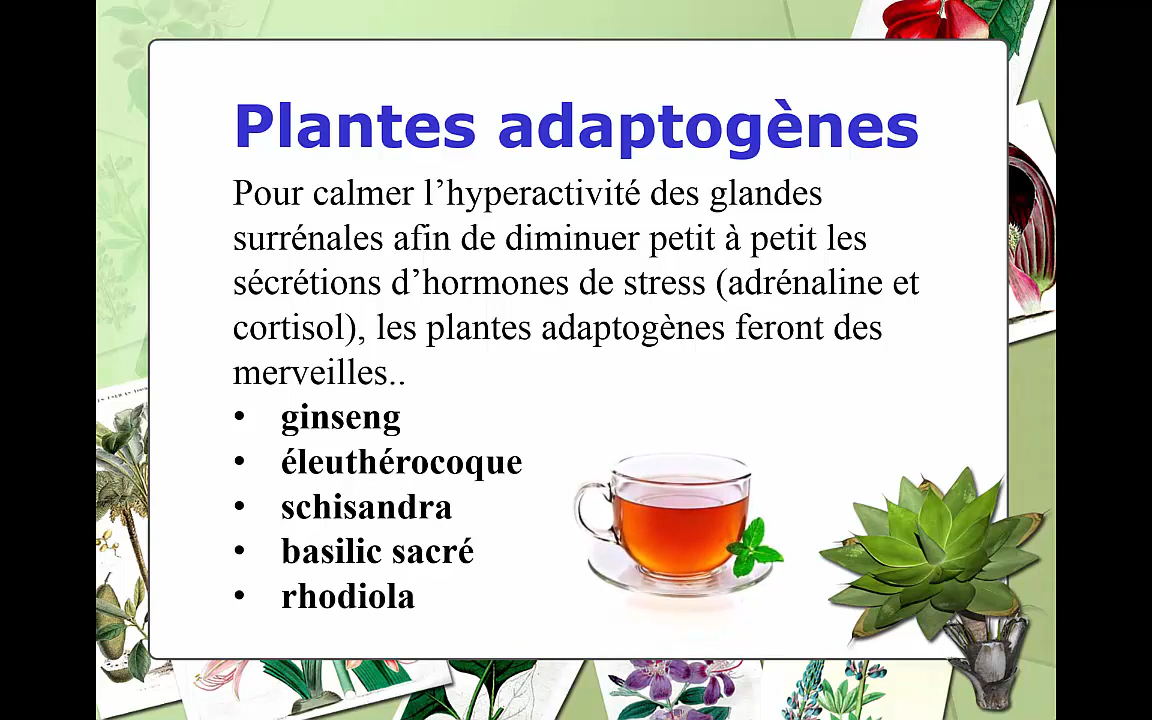 Plantes adaptogènes
Pour calmer l’hyperactivité des glandes
surrénales afin de diminuer petit à petit les
sécrétions d’hormones de stress (adrénaline et
cortisol), les plantes adaptogènes feront des
merveilles..
• ginseng
• éleuthérocoque
• schisandra
• basilic sacré
• rhodiola